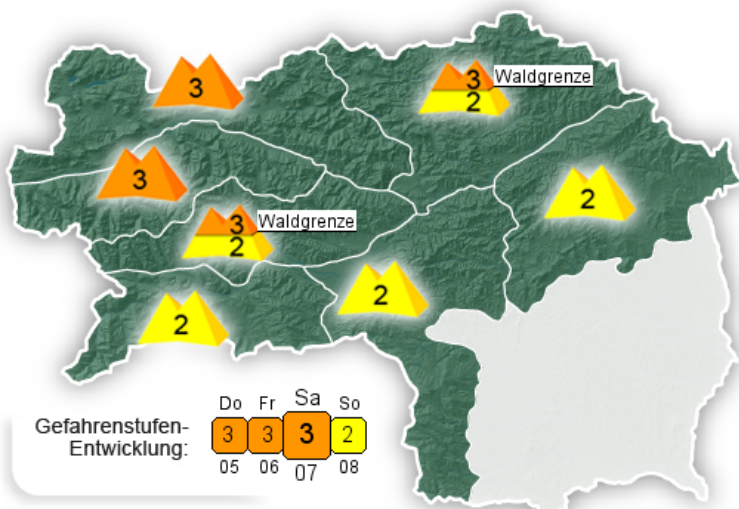 3
3 Waldgrenze
2
3
2
3 Waldgrenze
2
2
2
Do Fr Sa So
Gefahrenstufen-
Entwicklung:
3 3 3 2
05 06 07 08